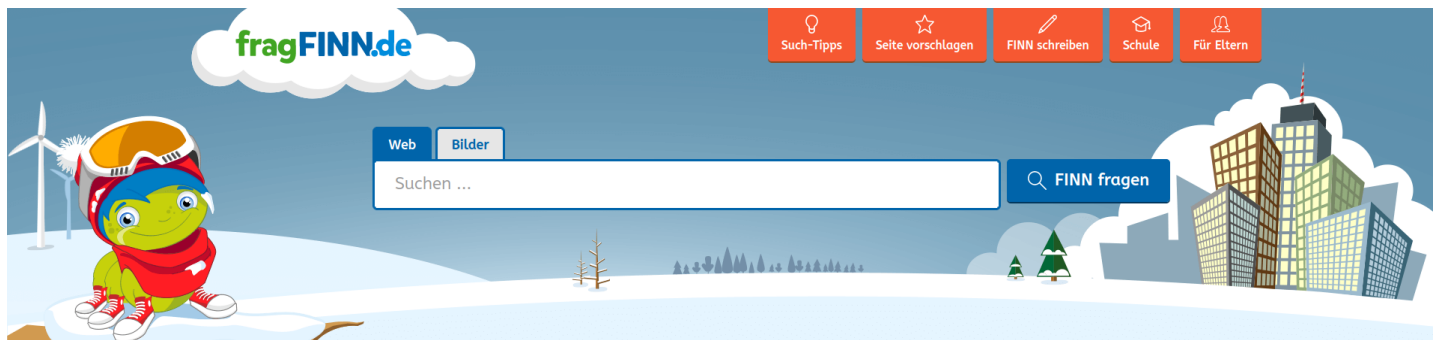 fragFINN.de
Such-Tipps
Seite vorschlagen
FINN schreiben
Schule
Für Eltern
Web
Bilder
Suchen ...
FINN fragen